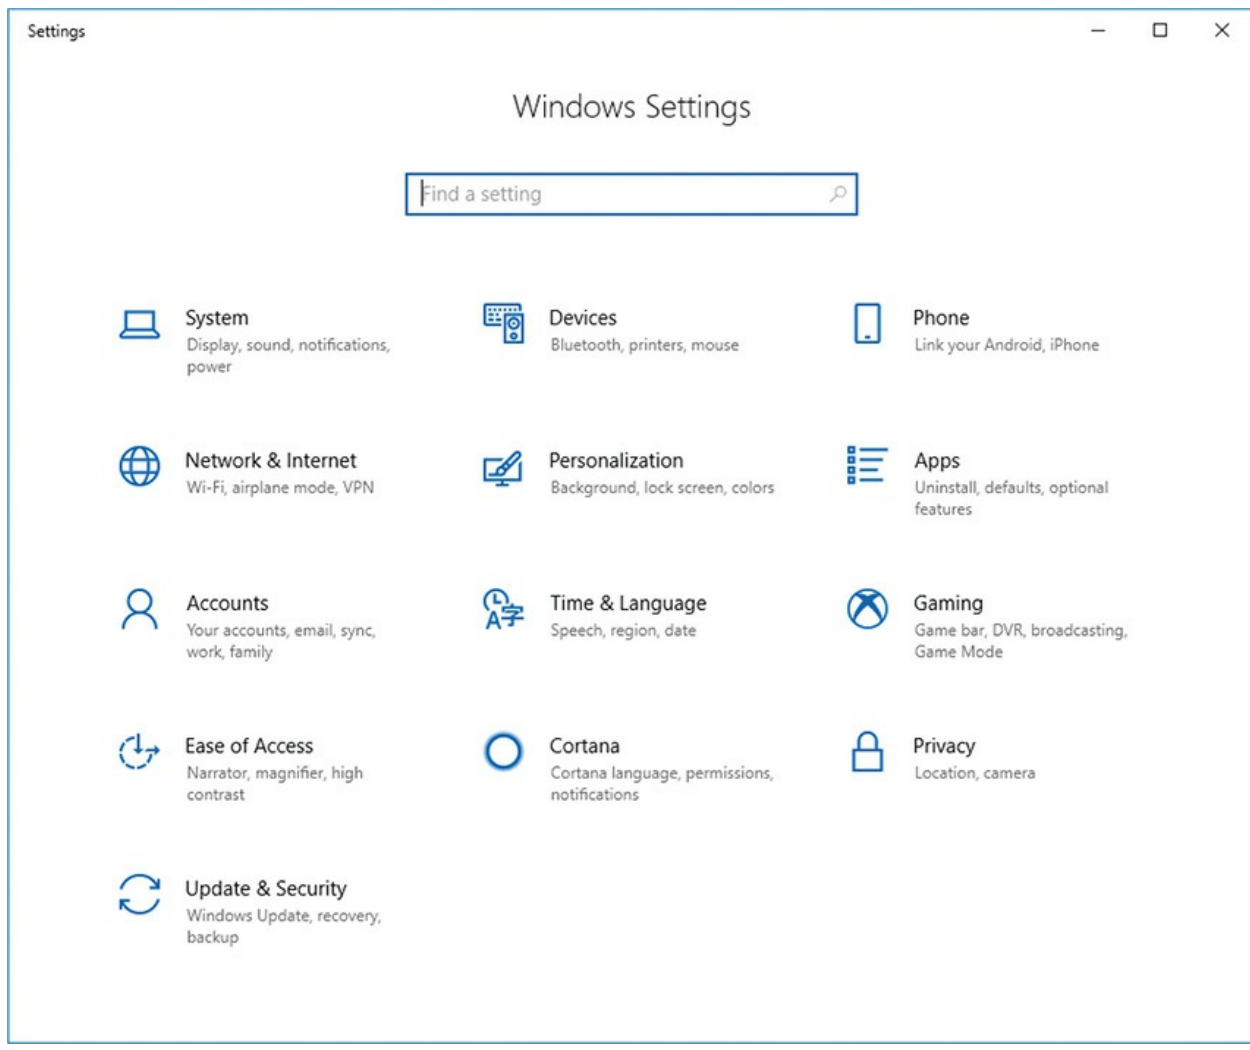 Settings
Windows Settings
Find a setting
System
Display, sound, notifications,
power
Devices
Bluetooth, printers, mouse
Phone
Link your Android, iPhone
Network & Internet
Wi-Fi, airplane mode, VPN
Personalization
Background, lock screen, colors
Apps
Uninstall, defaults, optional
features
Accounts
Your accounts, email, sync,
work, family
Time & Language
Speech, region, date
Gaming
Game bar, DVR, broadcasting,
Game Mode
Ease of Access
Narrator, magnifier, high
contrast
Cortana
Cortana language, permissions,
notifications
Privacy
Location, camera
Update & Security
Windows Update, recovery,
backup